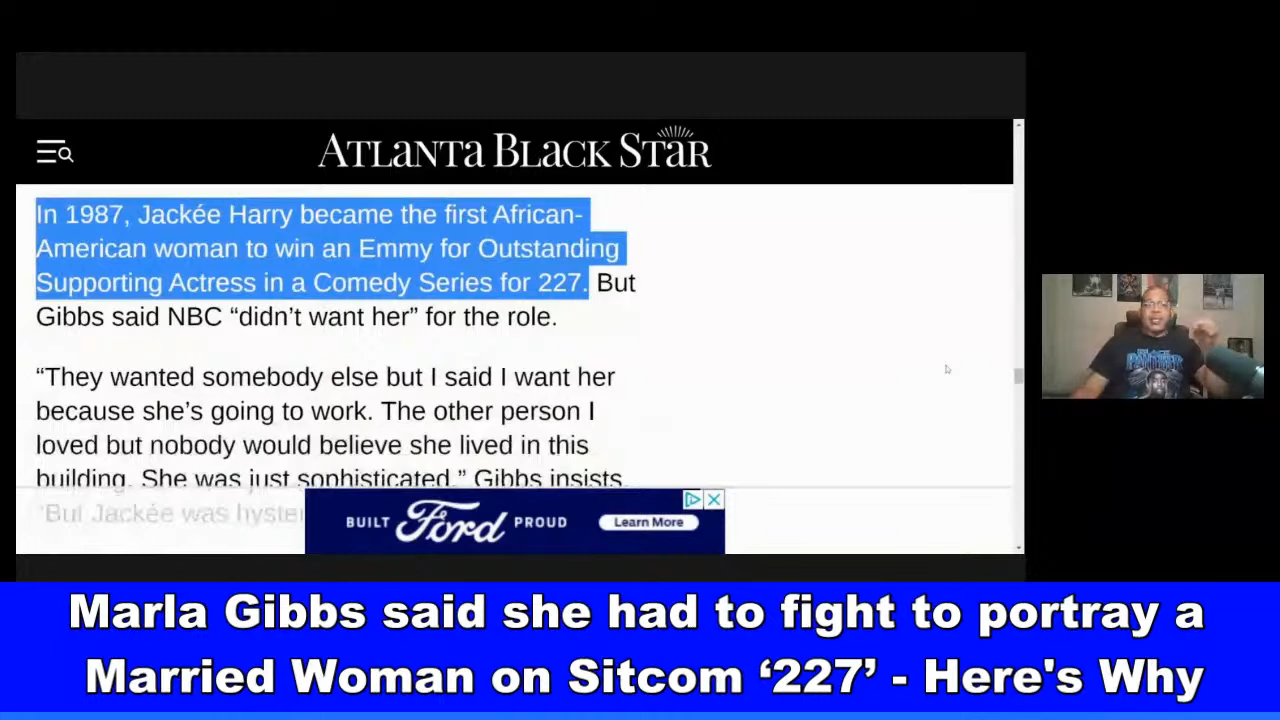 ATLANTA BLACK STAR
In 1987, Jackée Harry became the first African-
American woman to win an Emmy for Outstanding
Supporting Actress in a Comedy Series for 227. But
Gibbs said NBC “didn’t want her” for the role.
“They wanted somebody else but I said I want her
because she’s going to work. The other person I
loved but nobody would believe she lived in this
building. She was just sophisticated,” Gibbs insists.
“But Jackée was hyster
BUILT Ford PROUD Learn More
Marla Gibbs said she had to fight to portray a
Married Woman on Sitcom ‘227’ - Here's Why